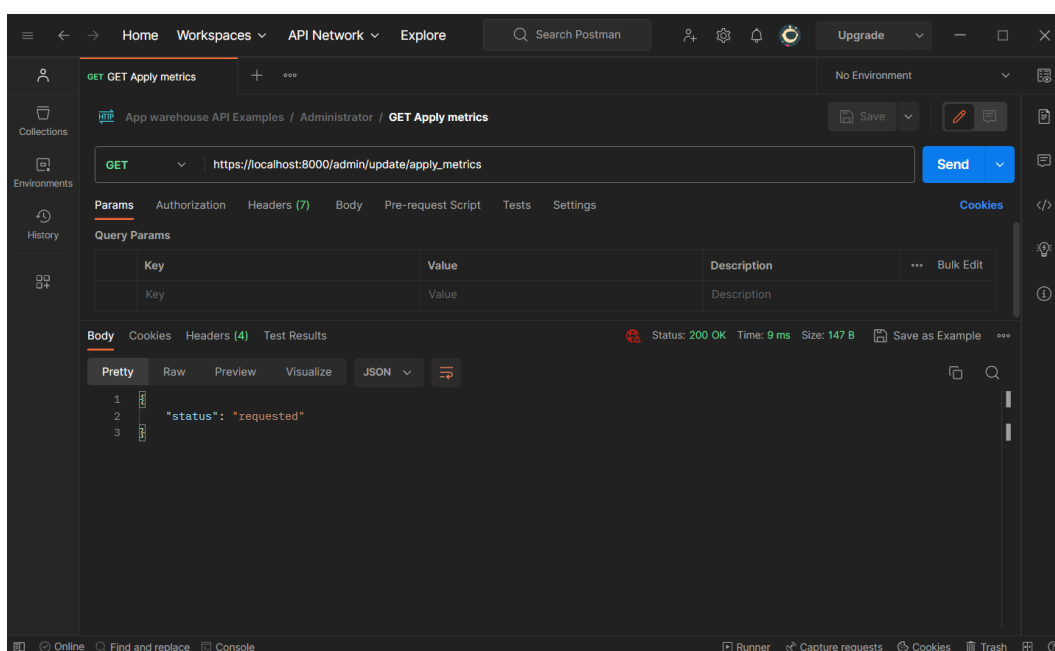 Home Workspaces API Network Explore Search Postman Upgrade
GET GET Apply metrics No Environment
HTTP App warehouse API Examples / Administrator / GET Apply metrics Save
Collections
GET https://localhost:8000/admin/update/apply_metrics Send
Environments
Params Authorization Headers (7) Body Pre-request Script Tests Settings Cookies
History
Query Params
Key Value Description Bulk Edit
Key Value Description
Body Cookies Headers (4) Test Results Status: 200 OK Time: 9 ms Size: 147 B Save as Example
Pretty Raw Preview Visualize JSON
1 {
2 "status": "requested"
3 }
Online Find and replace Console Runner Capture requests Cookies Trash